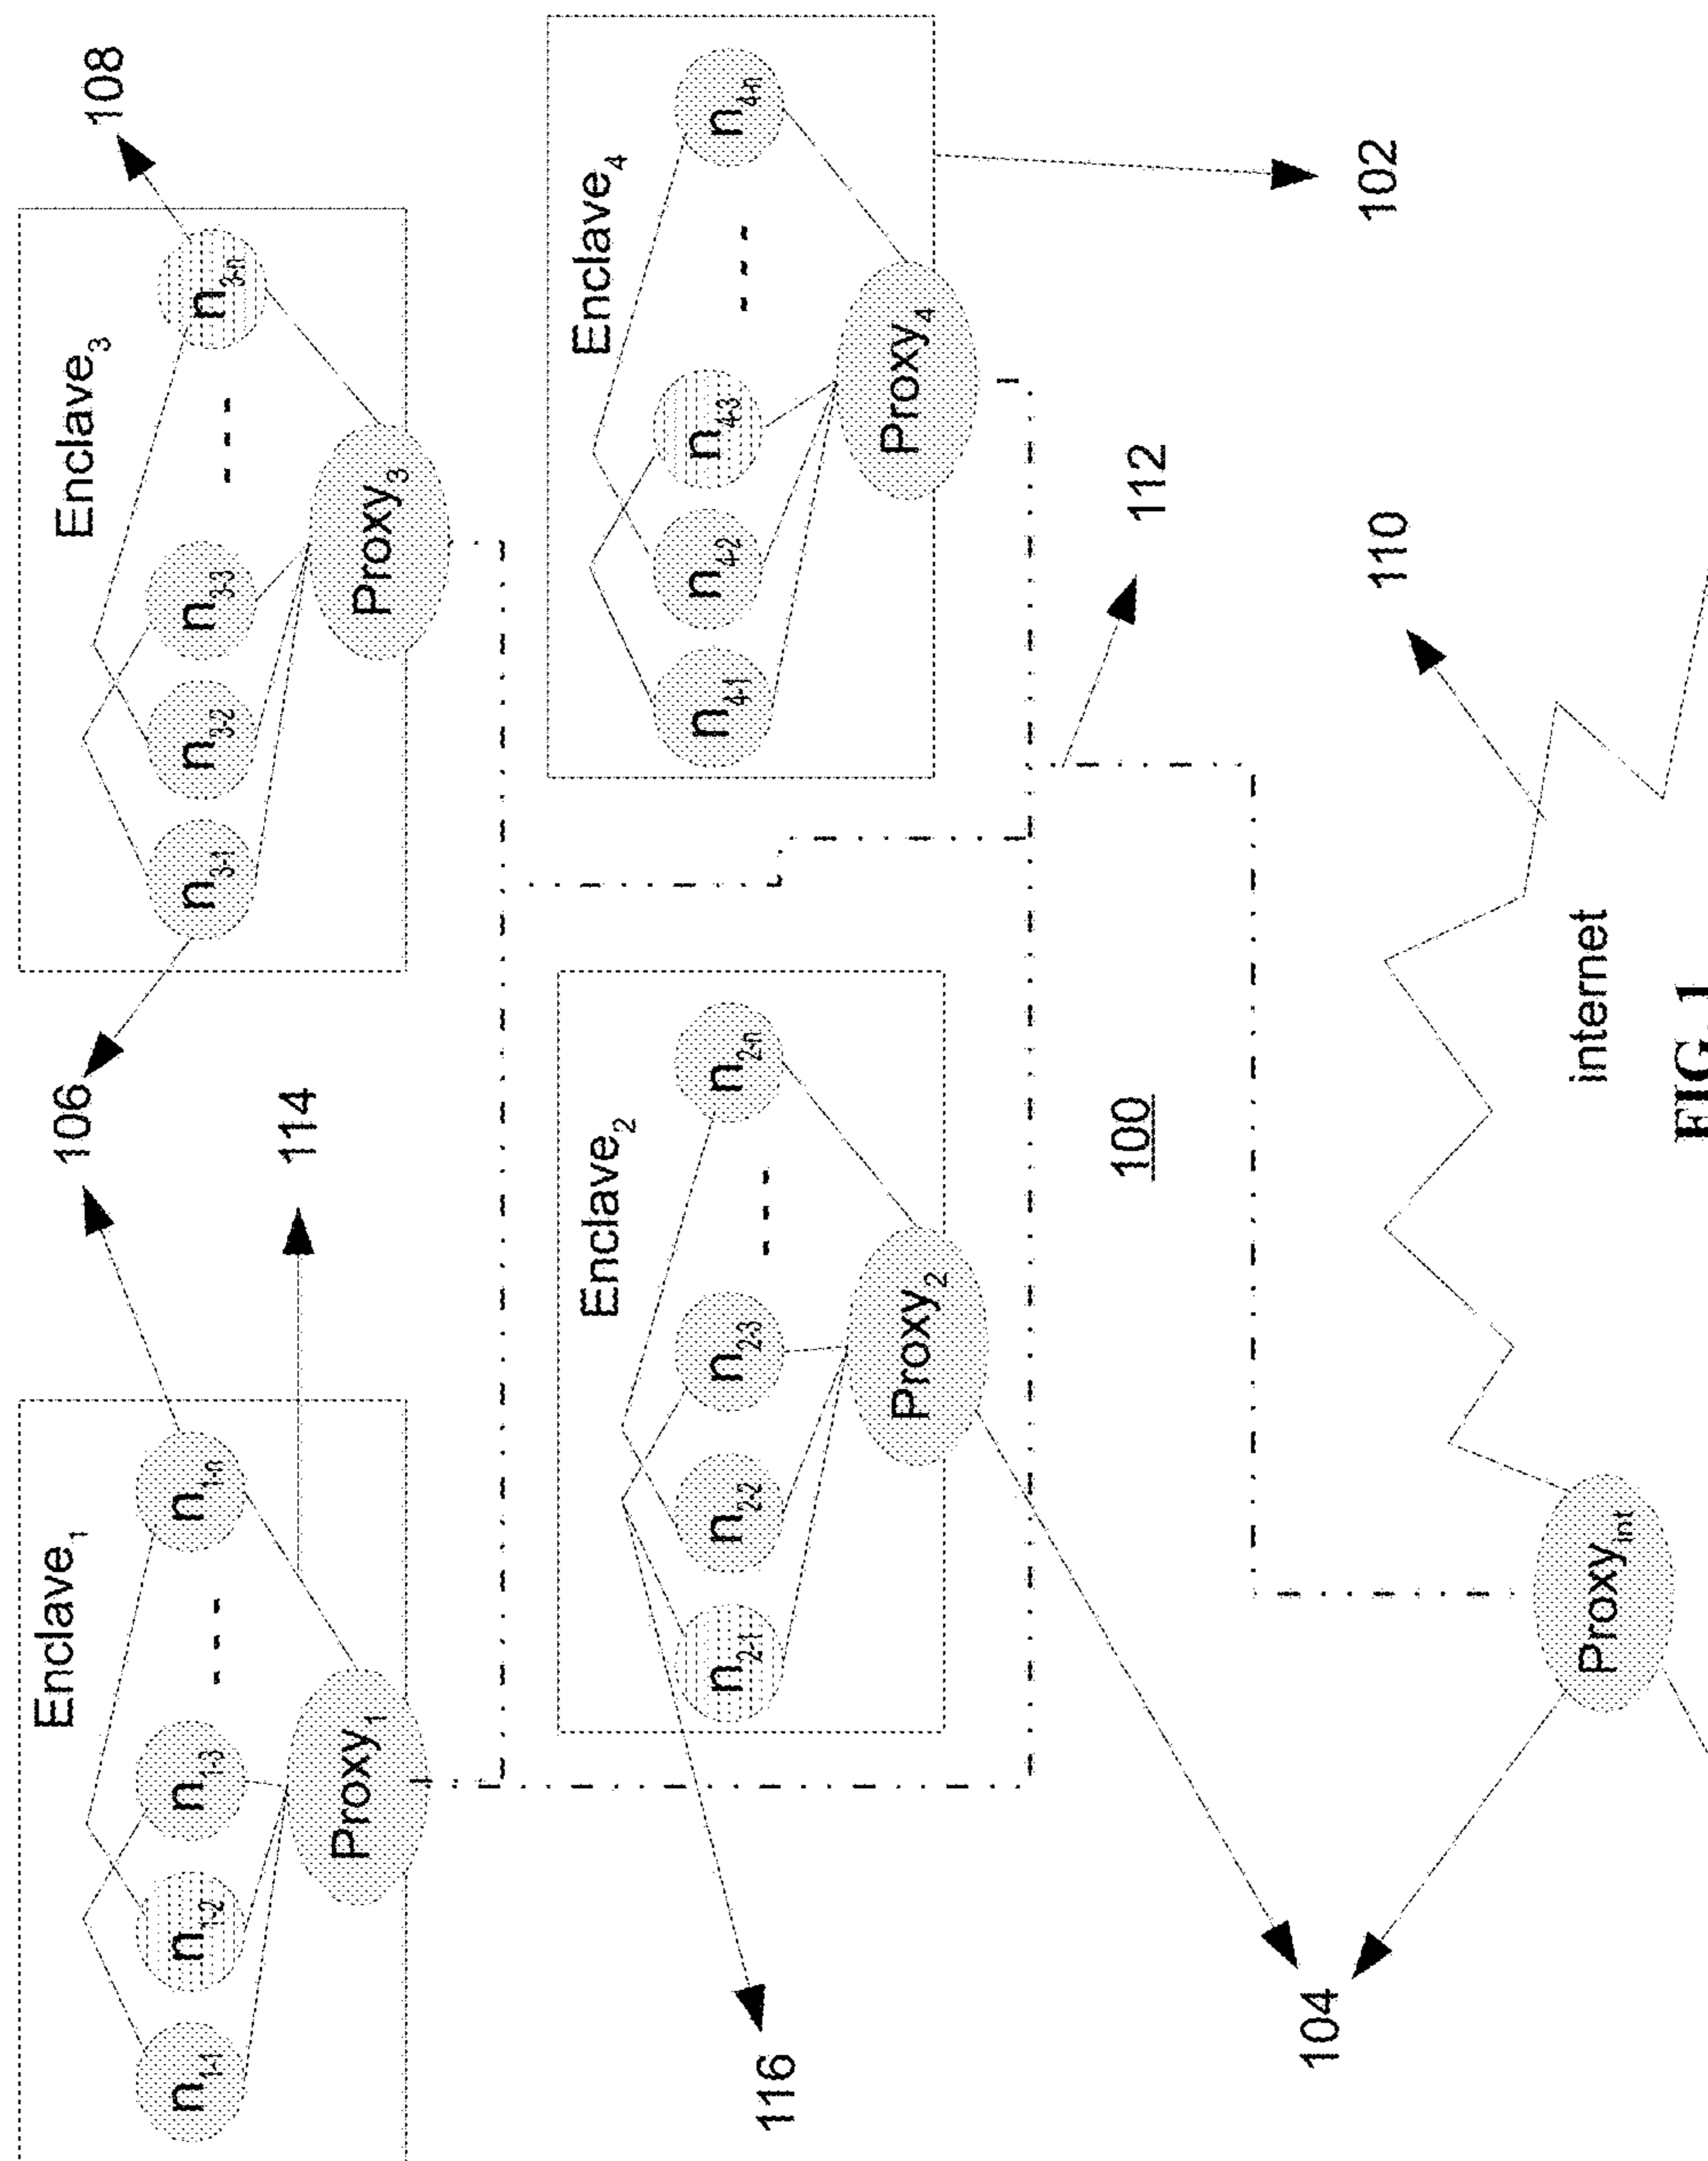 Enclave₁
n₁₋₁
n₁₋₂
n₁₋₃
n₁₋ₙ
Proxy₁
106
114
Enclave₃
n₃₋₁
n₃₋₂
n₃₋₃
n₃₋ₙ
Proxy₃
108
116
Enclave₂
n₂₋₁
n₂₋₂
n₂₋₃
n₂₋ₙ
Proxy₂
Enclave₄
n₄₋₁
n₄₋₂
n₄₋₃
n₄₋ₙ
Proxy₄
100
112
102
104
Proxyint
internet
110
FIG.1